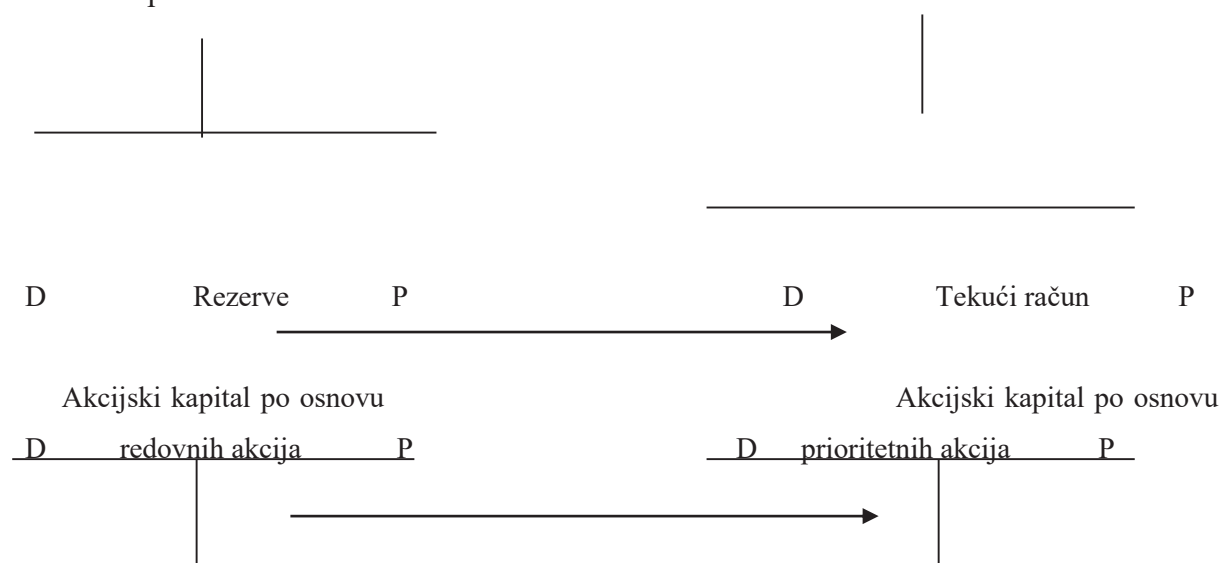 D Rezerve P D Tekući račun P
Akcijski kapital po osnovu Akcijski kapital po osnovu
D redovnih akcija P D prioritetnih akcija P